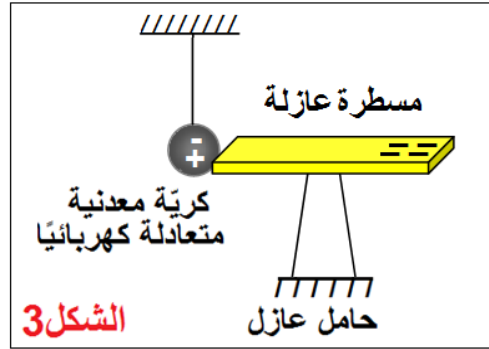 مسطرة عازلة
-
+
كريّة معدنية
متعادلة كهربائيًا
حامل عازل
الشكل3